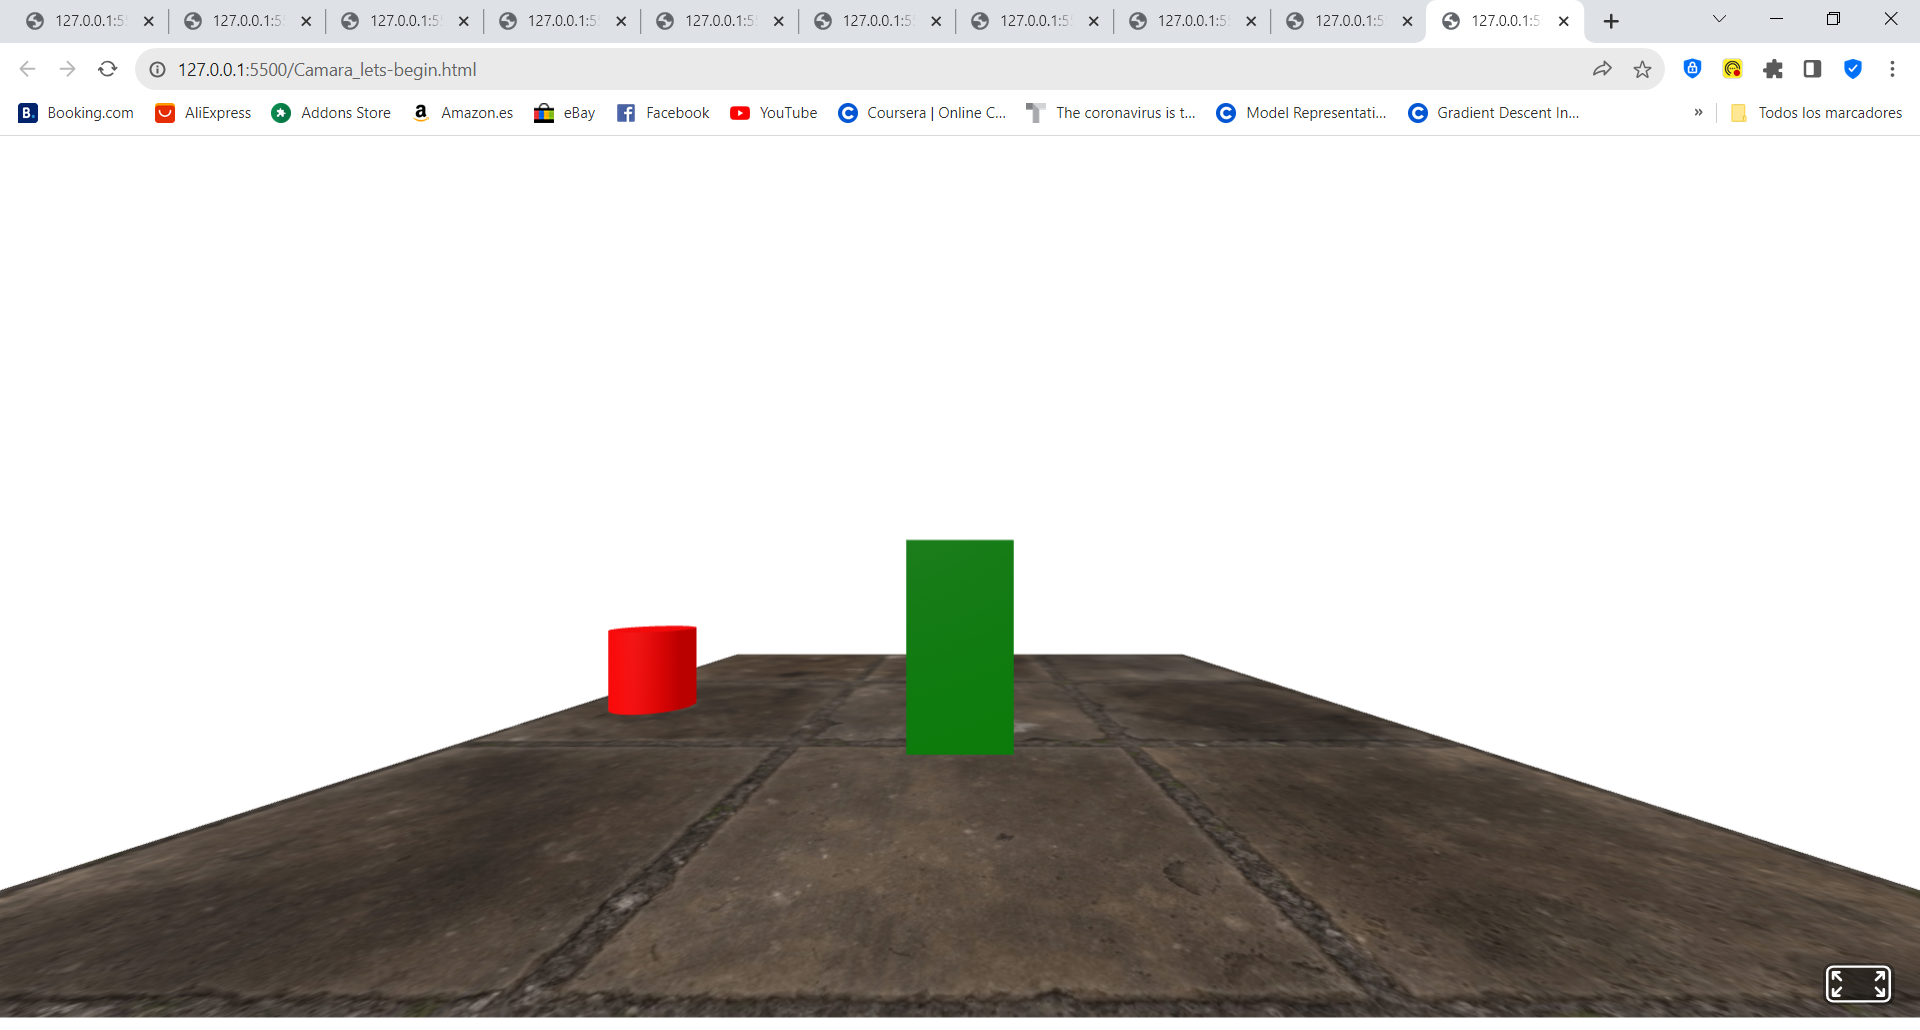 127.0.0.1:5 127.0.0.1:5 127.0.0.1:5 127.0.0.1:5 127.0.0.1:5 127.0.0.1:5 127.0.0.1:5 127.0.0.1:5 127.0.0.1:5 127.0.0.1:5
127.0.0.1:5500/Camara_lets-begin.html
B. Booking.com AliExpress Addons Store a Amazon.es eBay Facebook YouTube C Coursera | Online C... The coronavirus is t... C Model Representati... C Gradient Descent In... » Todos los marcadores